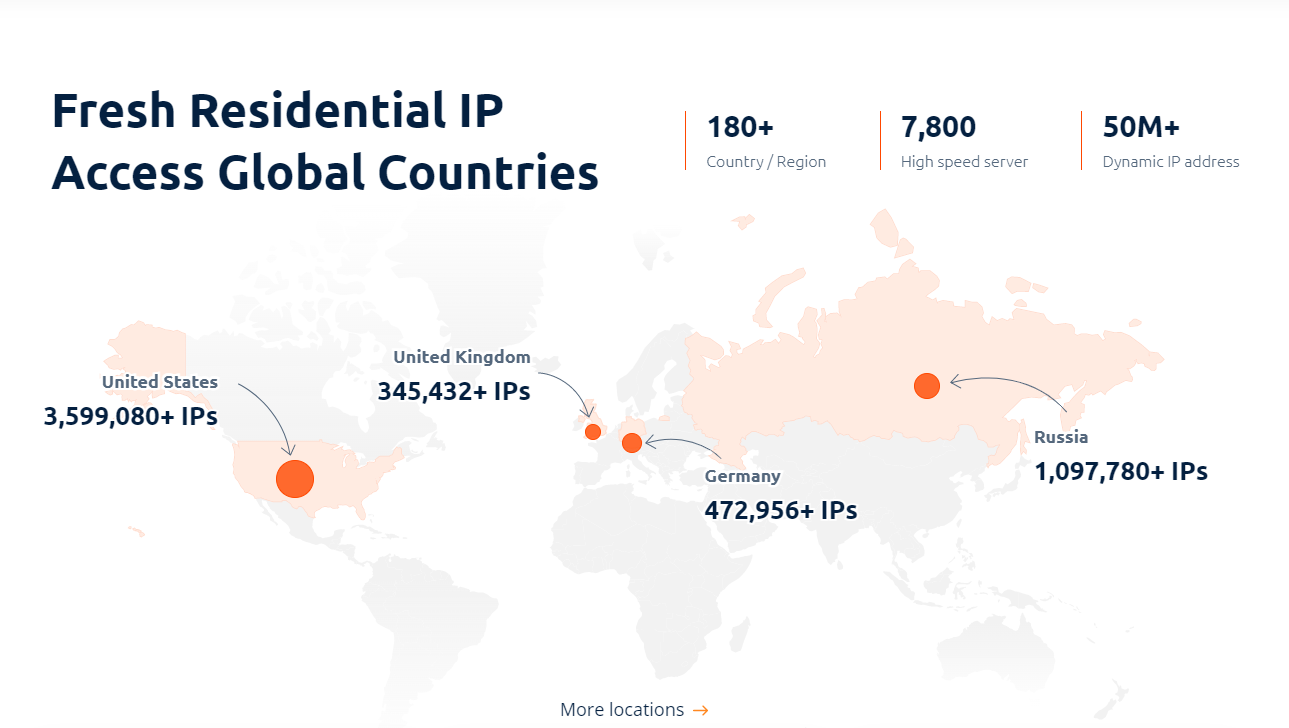 Fresh Residential IP
Access Global Countries
180+
Country / Region
7,800
High speed server
50M+
Dynamic IP address
United States
3,599,080+ IPs
United Kingdom
345,432+ IPs
Germany
472,956+ IPs
Russia
1,097,780+ IPs
More locations →